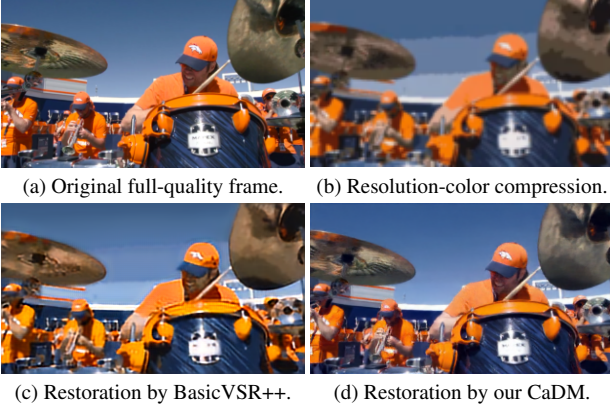 (a) Original full-quality frame.
(b) Resolution-color compression.
(c) Restoration by BasicVSR++.
(d) Restoration by our CaDM.